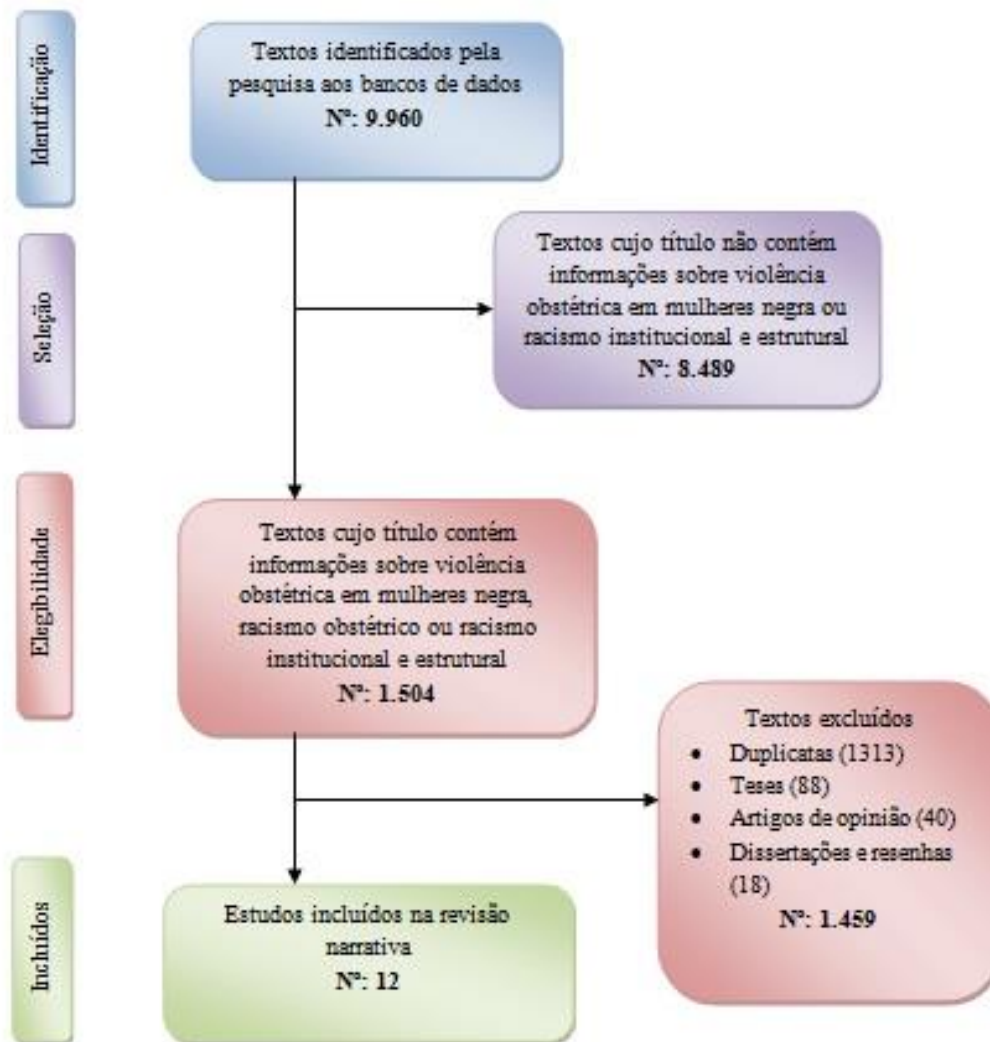 Identificação
Textos identificados pela
pesquisa aos bancos de dados
Nº: 9.960
Seleção
Textos cujo título não contém
informações sobre violência
obstétrica em mulheres negra ou
racismo institucional e estrutural
Nº: 8.489
Elegibilidade
Textos cujo título contém
informações sobre violência
obstétrica em mulheres negra,
racismo obstétrico ou racismo
institucional e estrutural
Nº: 1.504
Textos excluídos
• Duplicatas (1313)
• Teses (88)
• Artigos de opinião (40)
• Dissertações e resenhas
(18)
Nº: 1.459
Incluídos
Estudos incluídos na revisão
narrativa
Nº: 12